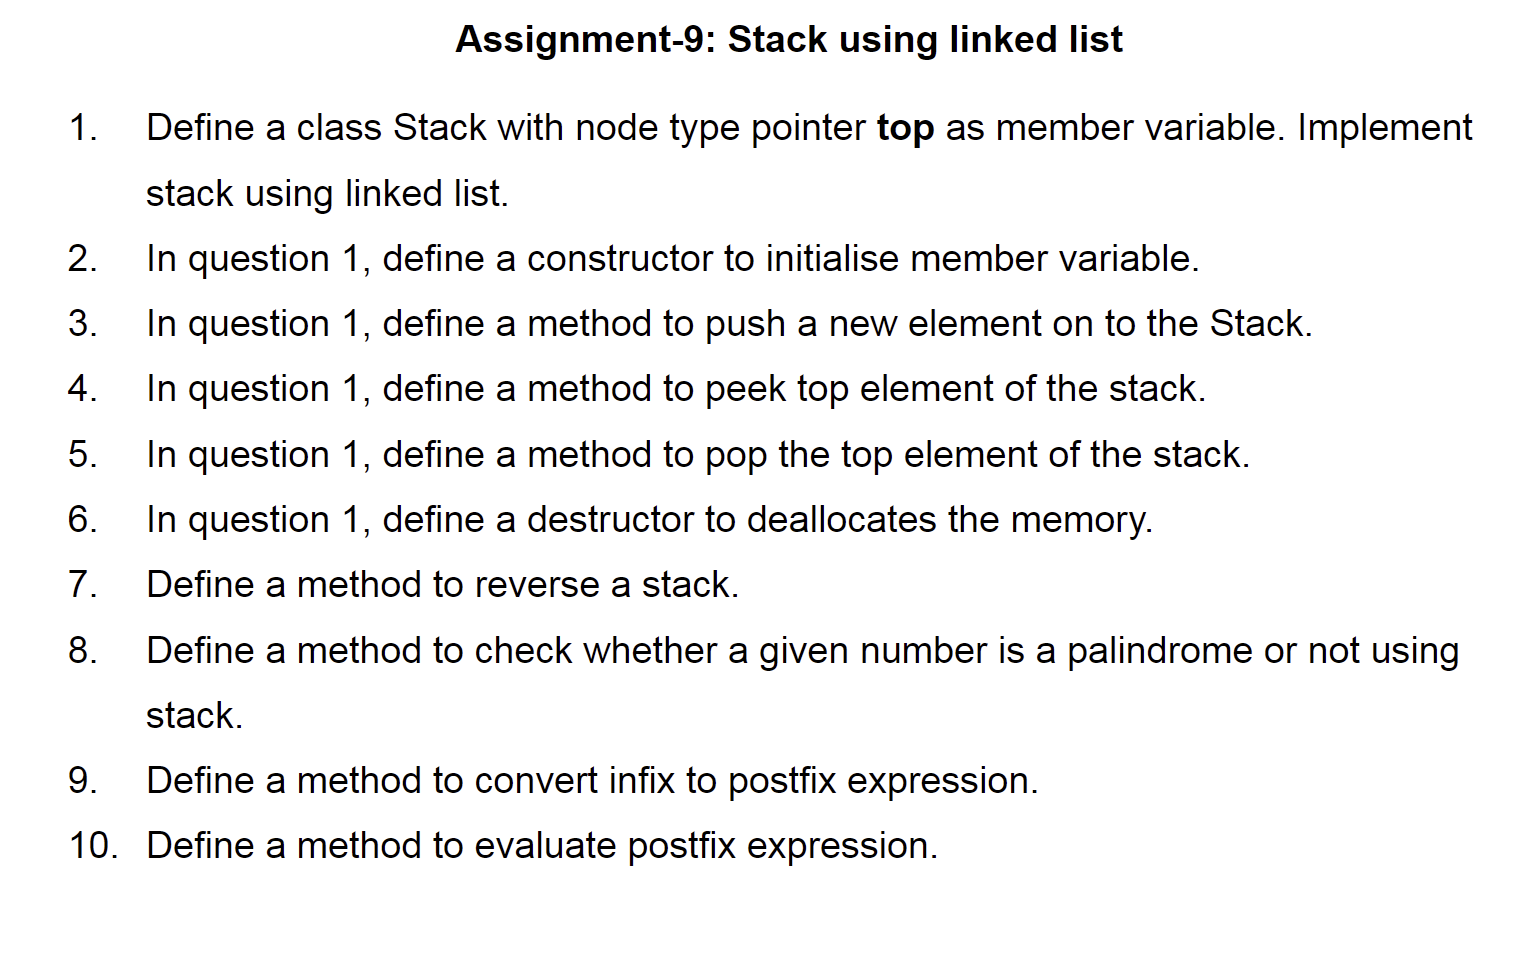 Assignment-9: Stack using linked list
1. Define a class Stack with node type pointer top as member variable. Implement
stack using linked list.
2. In question 1, define a constructor to initialise member variable.
3. In question 1, define a method to push a new element on to the Stack.
4. In question 1, define a method to peek top element of the stack.
5. In question 1, define a method to pop the top element of the stack.
6. In question 1, define a destructor to deallocates the memory.
7. Define a method to reverse a stack.
8. Define a method to check whether a given number is a palindrome or not using
stack.
9. Define a method to convert infix to postfix expression.
10. Define a method to evaluate postfix expression.